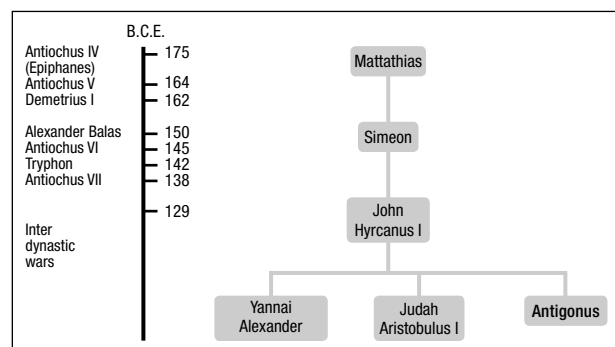 B.C.E.
Antiochus IV 175
(Epiphanes)
Antiochus V 164
Demetrius I 162
Alexander Balas 150
Antiochus VI 145
Tryphon 142
Antiochus VII 138
129
Inter
dynastic
wars
Mattathias
Simeon
John
Hyrcanus I
Yannai
Alexander
Judah
Aristobulus I
Antigonus